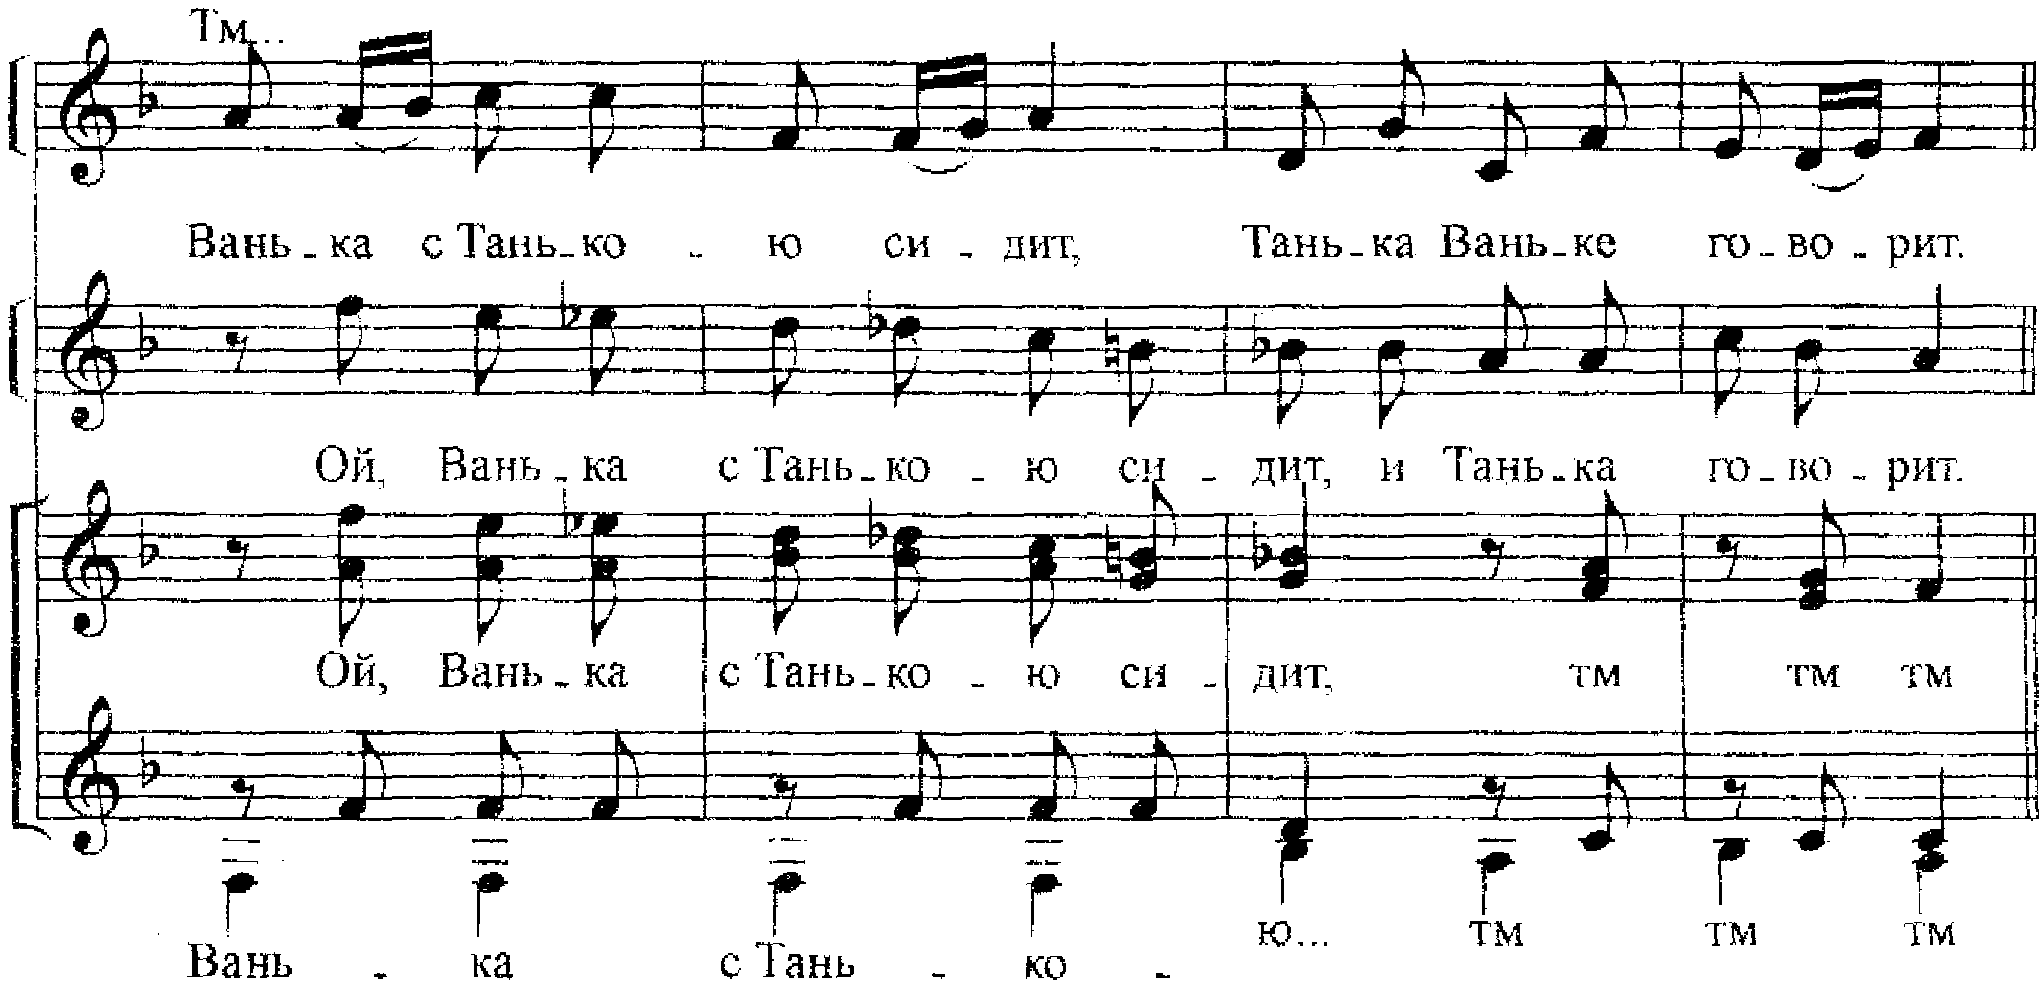 Тм...
Вань-ка с Тань-ко - ю си - дит, Тань-ка Вань-ке го-во-рит.
Ой, Вань-ка с Тань-ко - ю си - дит, и Тань-ка го-во-рит.
Ой, Вань-ка с Тань-ко - ю си - дит, тм тм тм
ю... тм тм тм
Вань - ка с Тань - ко -